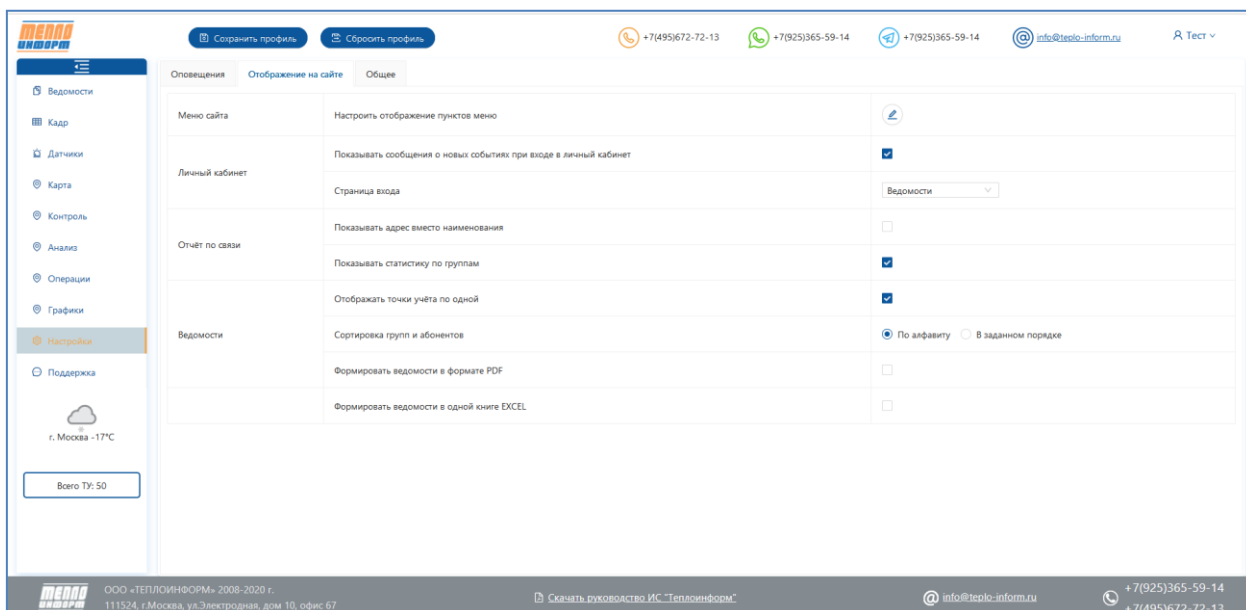 ТЕПЛО
ИНФОРМ
Сохранить профиль
Сбросить профиль
+7(495)672-72-13
+7(925)365-59-14
+7(925)365-59-14
info@teplo-inform.ru
Тест
Ведомости
Кадр
Датчики
Карта
Контроль
Анализ
Операции
Графики
Настройки
Поддержка
г. Москва -17°C
Всего ТУ: 50
Оповещения
Отображение на сайте
Общее
Меню сайта
Настроить отображение пунктов меню
Личный кабинет
Показывать сообщения о новых событиях при входе в личный кабинет
Страница входа
Ведомости
Отчёт по связи
Показывать адрес вместо наименования
Показывать статистику по группам
Ведомости
Отображать точки учёта по одной
Сортировка групп и абонентов
По алфавиту
В заданном порядке
Формировать ведомости в формате PDF
Формировать ведомости в одной книге EXCEL
ТЕПЛО
ИНФОРМ
ООО «ТЕПЛОИНФОРМ» 2008-2020 г.
111524, г.Москва, ул.Электродная, дом 10, офис 67
Скачать руководство ИС "Теплоинформ"
info@teplo-inform.ru
+7(925)365-59-14
+7(495)672-72-13